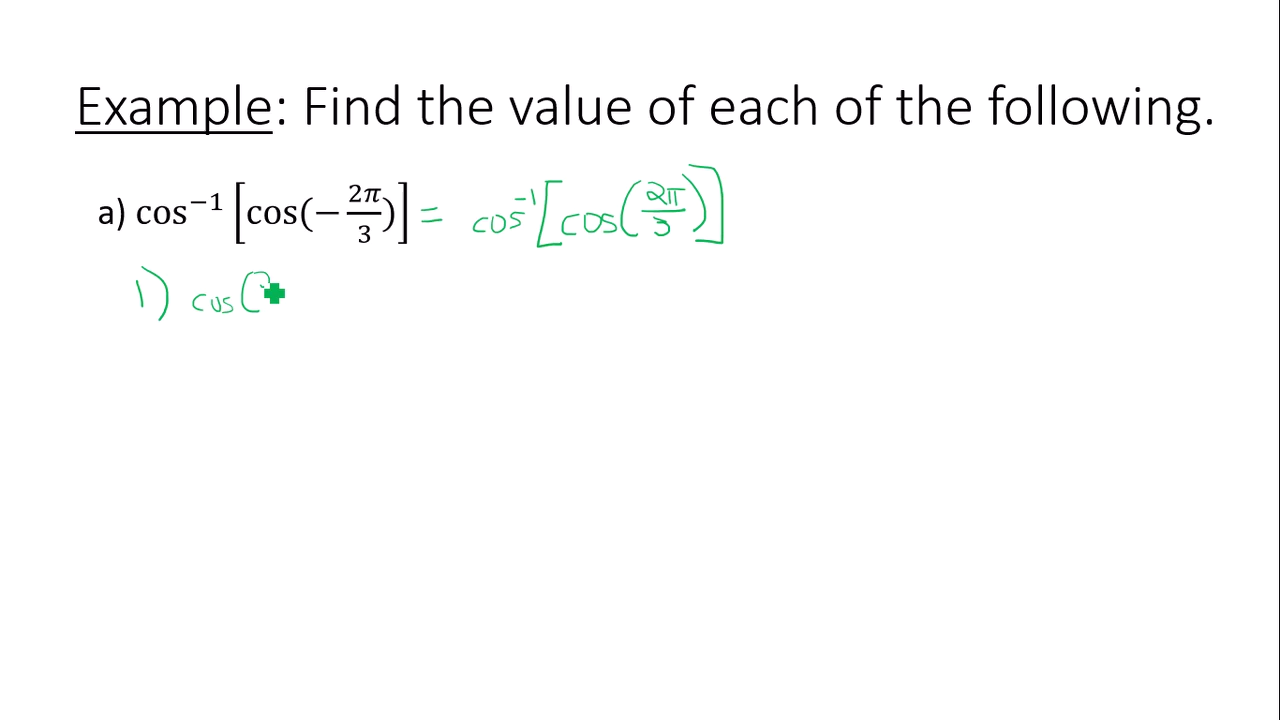 Example: Find the value of each of the following.
a) cos⁻¹ [cos(−2π/3)] = cos⁻¹[cos(2π/3)]
1) cos(